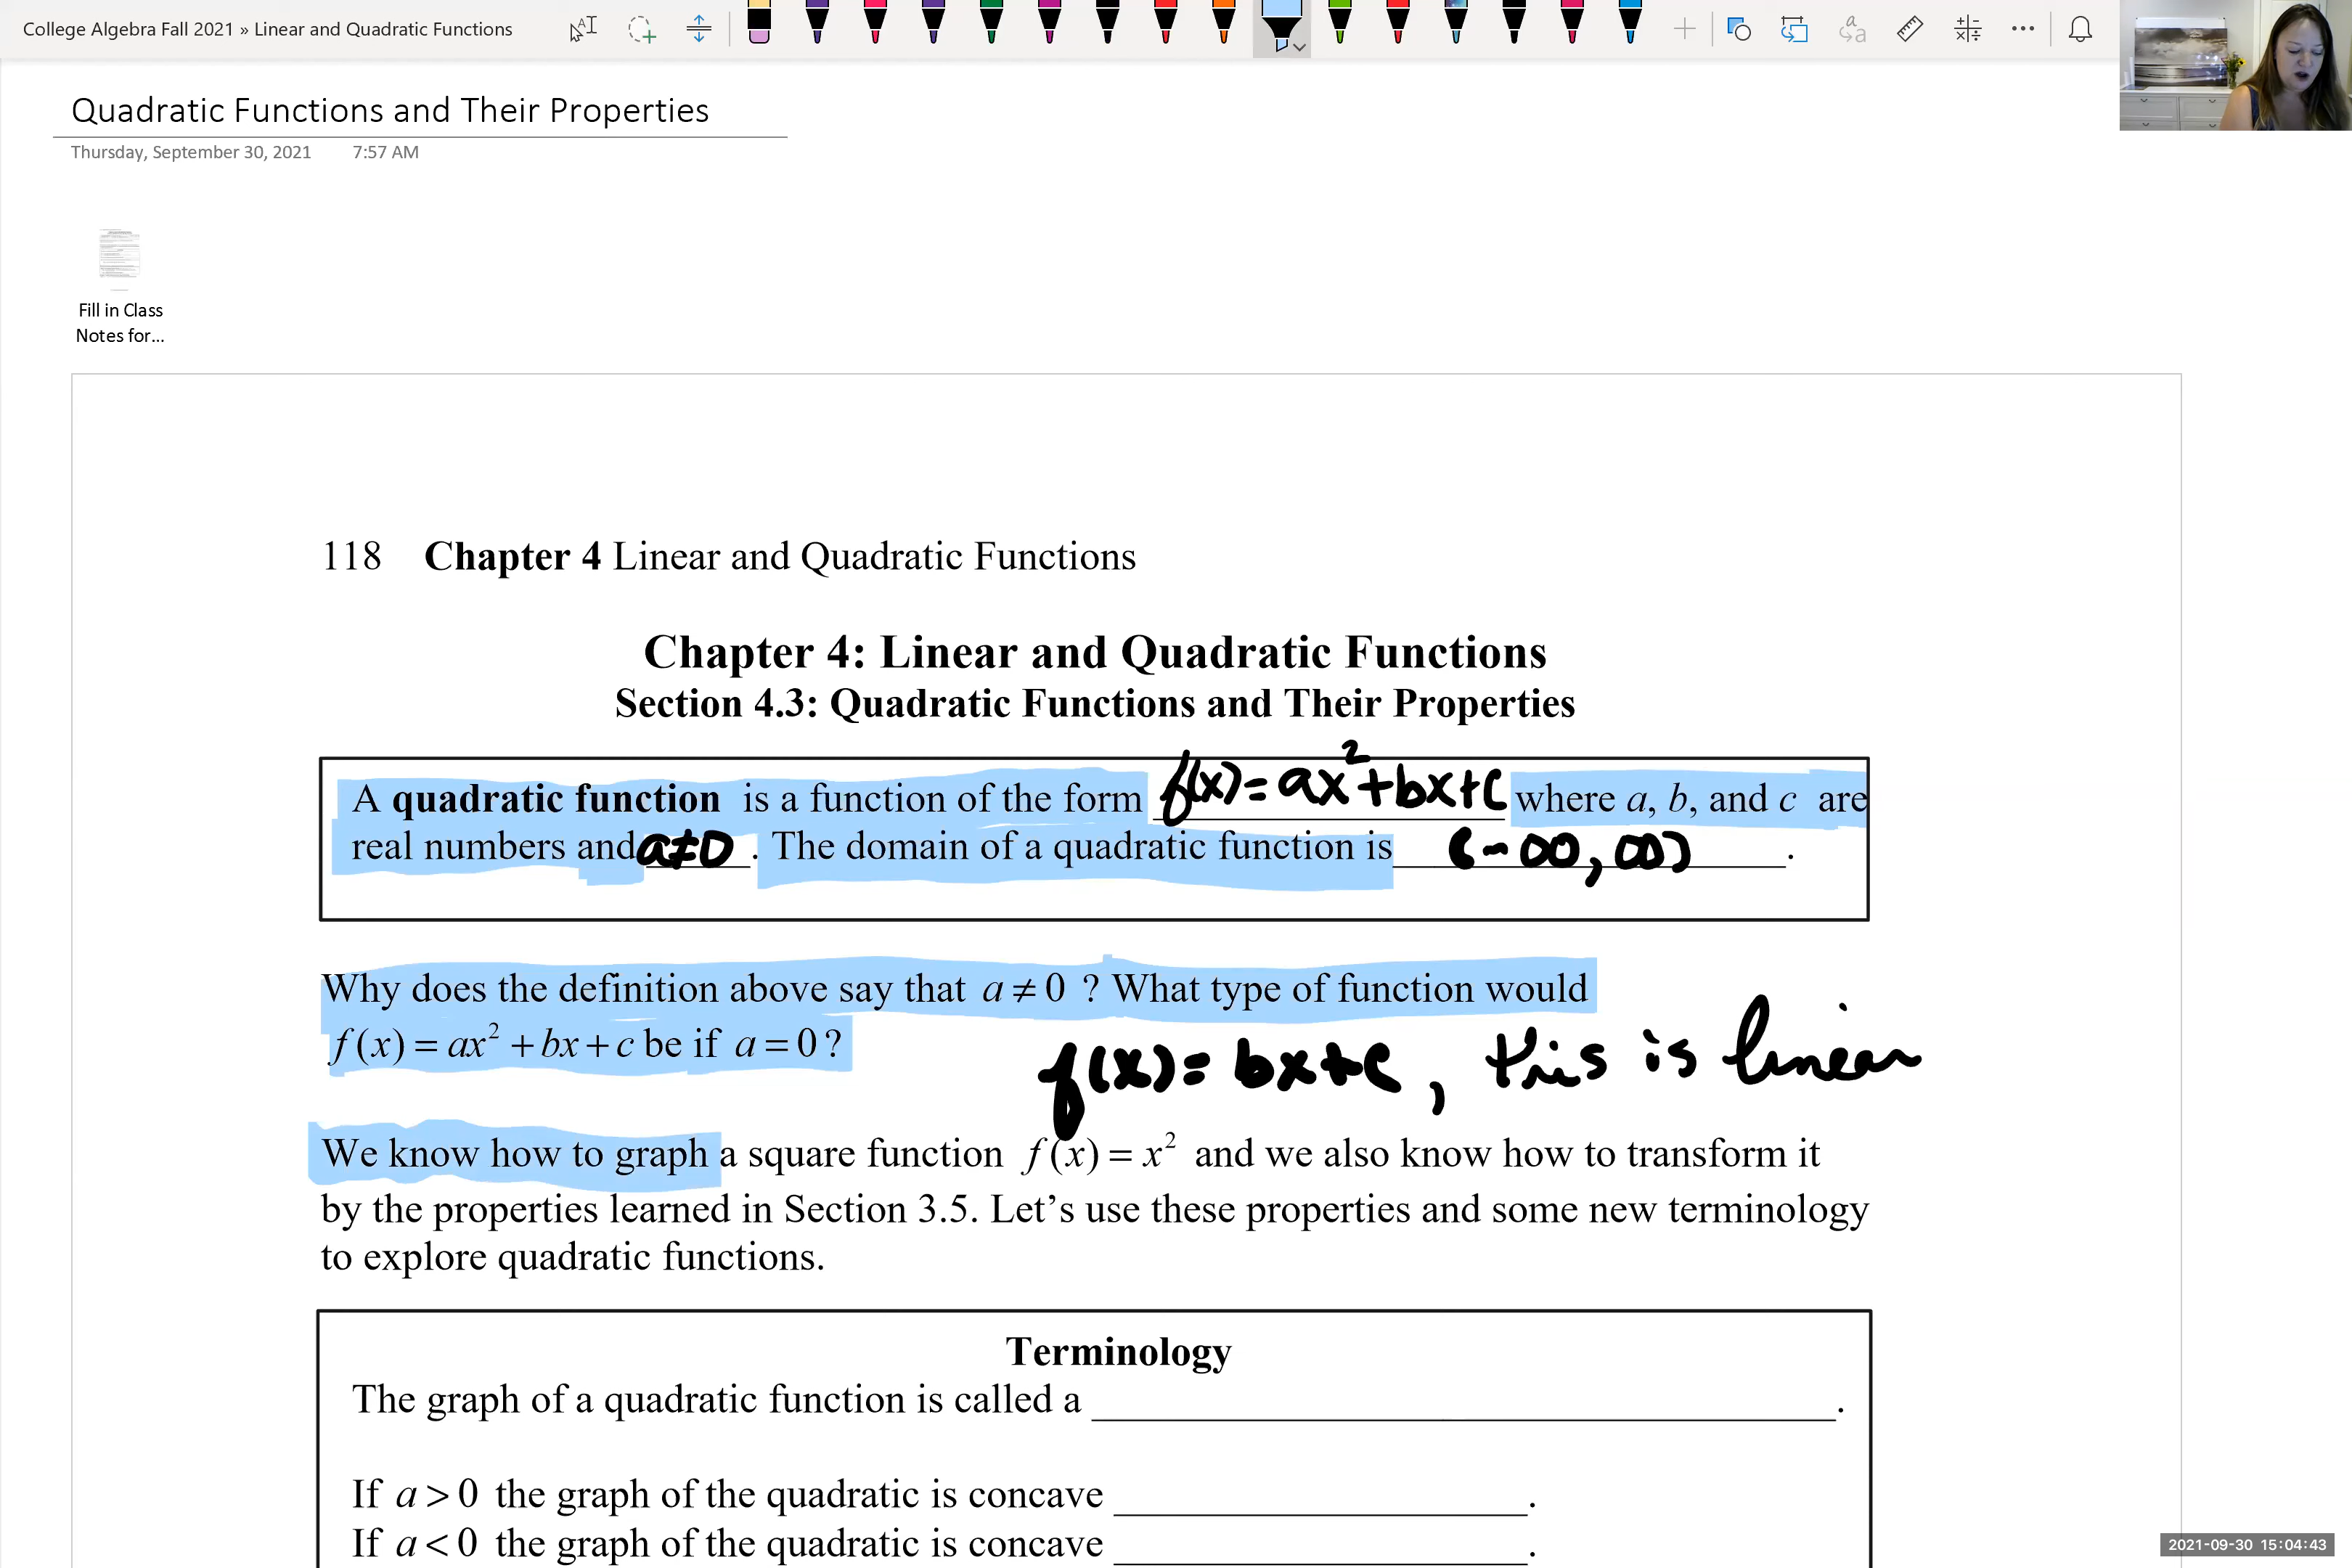 College Algebra Fall 2021 » Linear and Quadratic Functions
Quadratic Functions and Their Properties
Thursday, September 30, 2021 7:57 AM
Fill in Class
Notes for...
118 Chapter 4 Linear and Quadratic Functions
Chapter 4: Linear and Quadratic Functions
Section 4.3: Quadratic Functions and Their Properties
A quadratic function is a function of the form f(x)=ax²+bx+c where a, b, and c are
real numbers and a≠0. The domain of a quadratic function is (-∞,∞).
Why does the definition above say that a ≠ 0 ? What type of function would
f(x) = ax² + bx + c be if a = 0 ?
f(x)= bx+c, this is linear
We know how to graph a square function f(x) = x² and we also know how to transform it
by the properties learned in Section 3.5. Let’s use these properties and some new terminology
to explore quadratic functions.
Terminology
The graph of a quadratic function is called a ____________.
If a > 0 the graph of the quadratic is concave ____________.
If a < 0 the graph of the quadratic is concave ____________.
2021-09-30 15:04:43